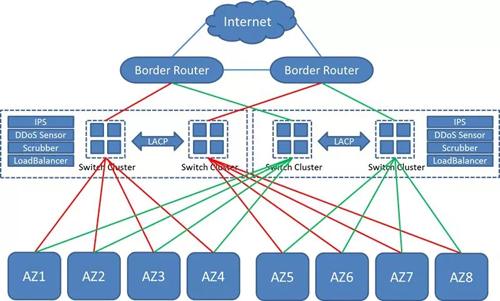 Internet
Border Router
Border Router
IPS
DDoS Sensor
Scrubber
LoadBalancer
LACP
LACP
IPS
DDoS Sensor
Scrubber
LoadBalancer
Switch Cluster
Switch Cluster
Switch Cluster
Switch Cluster
AZ1
AZ2
AZ3
AZ4
AZ5
AZ6
AZ7
AZ8